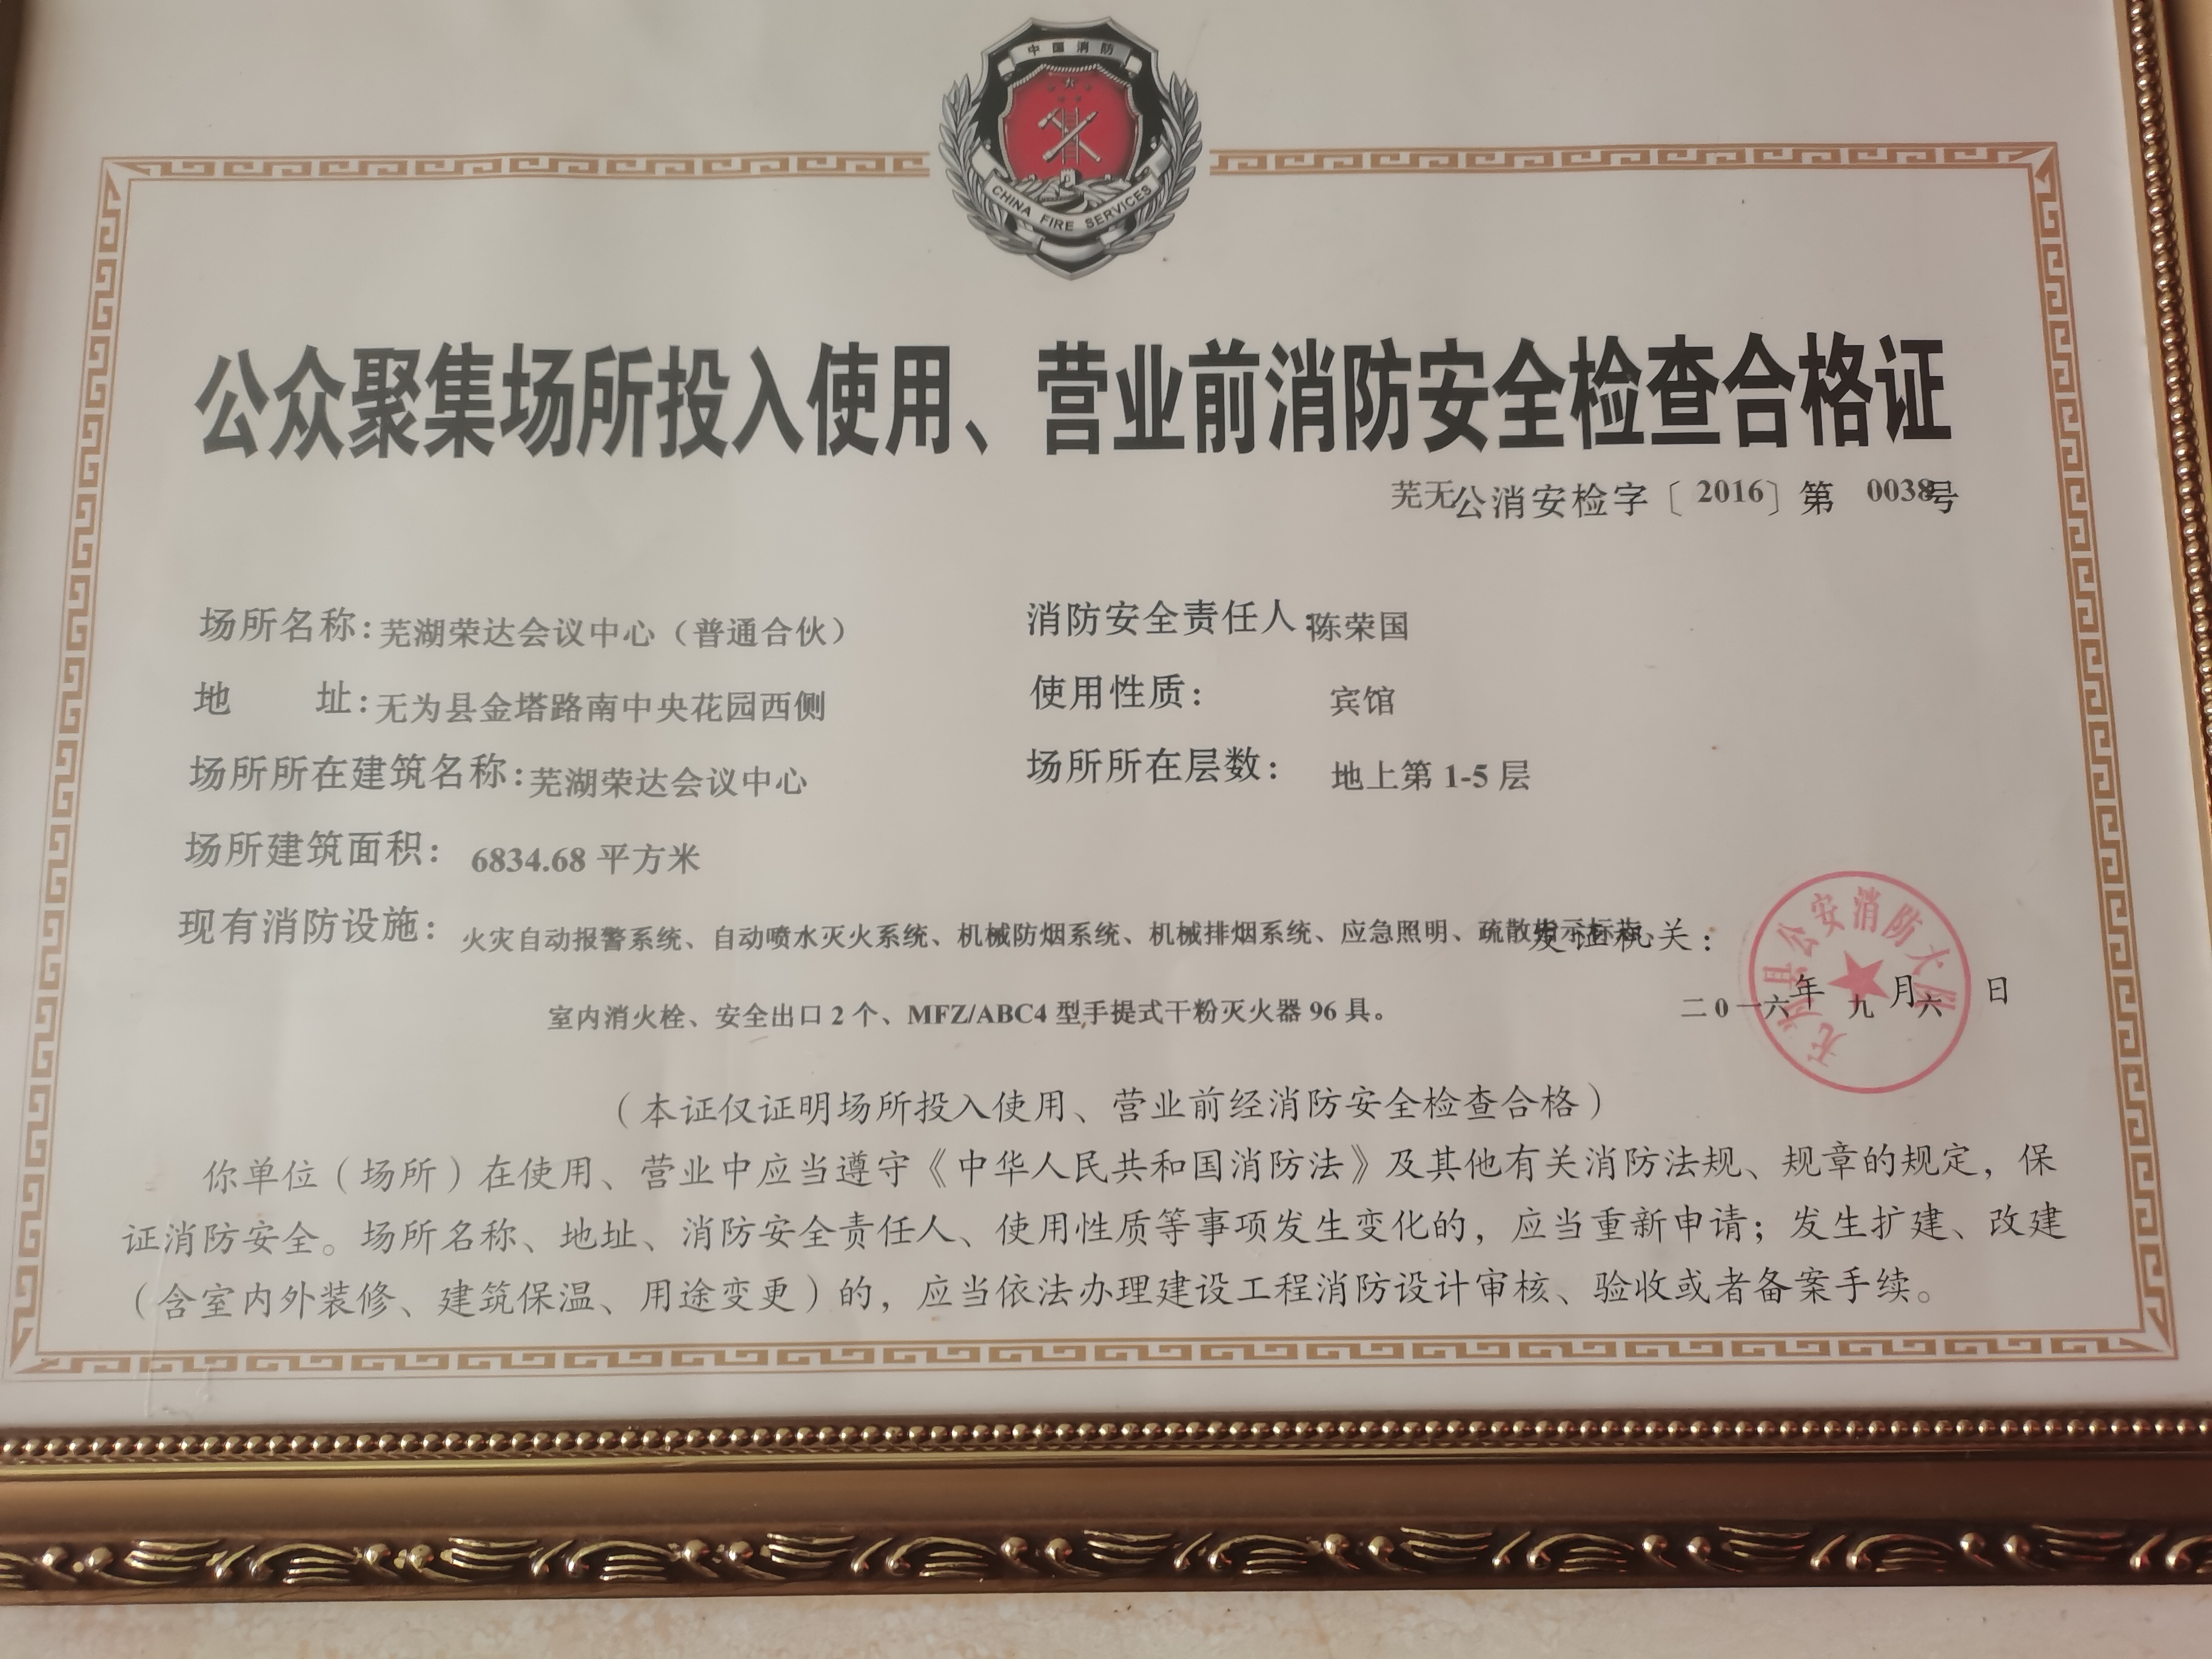 中国消防
CHINA FIRE SERVICES
公众聚集场所投入使用、营业前消防安全检查合格证
芜无公消安检字〔2016〕第 0038号
场所名称:芜湖荣达会议中心（普通合伙）
消防安全责任人:陈荣国
地 址:无为县金塔路南中央花园西侧
使用性质: 宾馆
场所所在建筑名称:芜湖荣达会议中心
场所所在层数: 地上第 1-5 层
场所建筑面积: 6834.68 平方米
现有消防设施: 火灾自动报警系统、自动喷水灭火系统、机械防烟系统、机械排烟系统、应急照明、疏散指示标志、
发证机关:
室内消火栓、安全出口 2 个、MFZ/ABC4 型手提式干粉灭火器 96 具。
二0一六年 九 月六 日
无为县公安消防大队
（本证仅证明场所投入使用、营业前经消防安全检查合格）
你单位（场所）在使用、营业中应当遵守《中华人民共和国消防法》及其他有关消防法规、规章的规定，保
证消防安全。场所名称、地址、消防安全责任人、使用性质等事项发生变化的，应当重新申请；发生扩建、改建
（含室内外装修、建筑保温、用途变更）的，应当依法办理建设工程消防设计审核、验收或者备案手续。